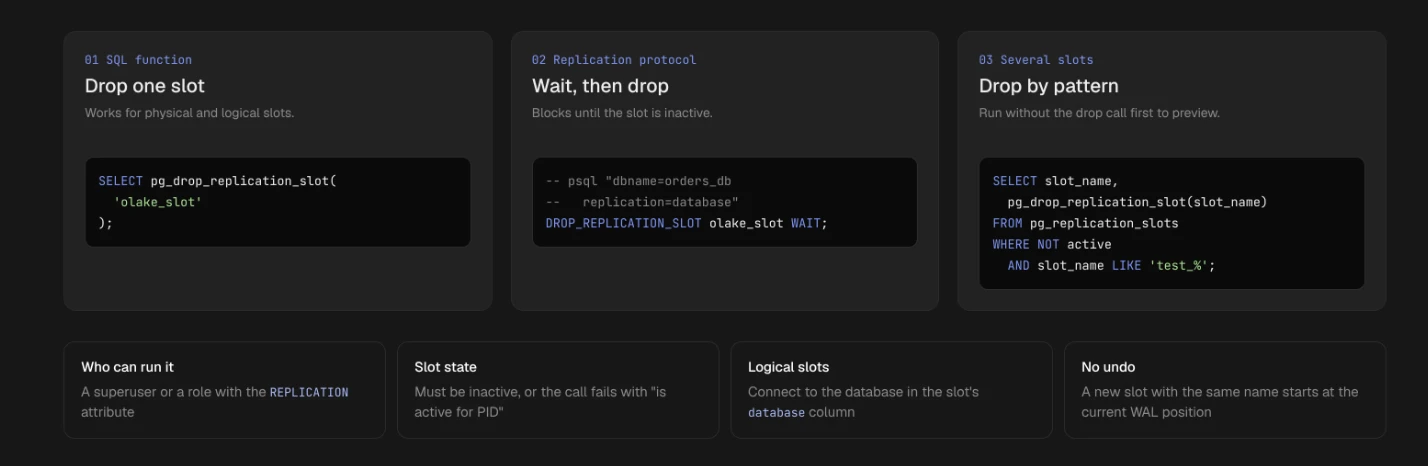 01 SQL function
Drop one slot
Works for physical and logical slots.
SELECT pg_drop_replication_slot(
  'olake_slot'
);
02 Replication protocol
Wait, then drop
Blocks until the slot is inactive.
-- psql "dbname=orders_db
--   replication=database"
DROP_REPLICATION_SLOT olake_slot WAIT;
03 Several slots
Drop by pattern
Run without the drop call first to preview.
SELECT slot_name,
  pg_drop_replication_slot(slot_name)
FROM pg_replication_slots
WHERE NOT active
  AND slot_name LIKE 'test_%';
Who can run it
A superuser or a role with the REPLICATION
attribute
Slot state
Must be inactive, or the call fails with "is
active for PID"
Logical slots
Connect to the database in the slot's
database column
No undo
A new slot with the same name starts at the
current WAL position